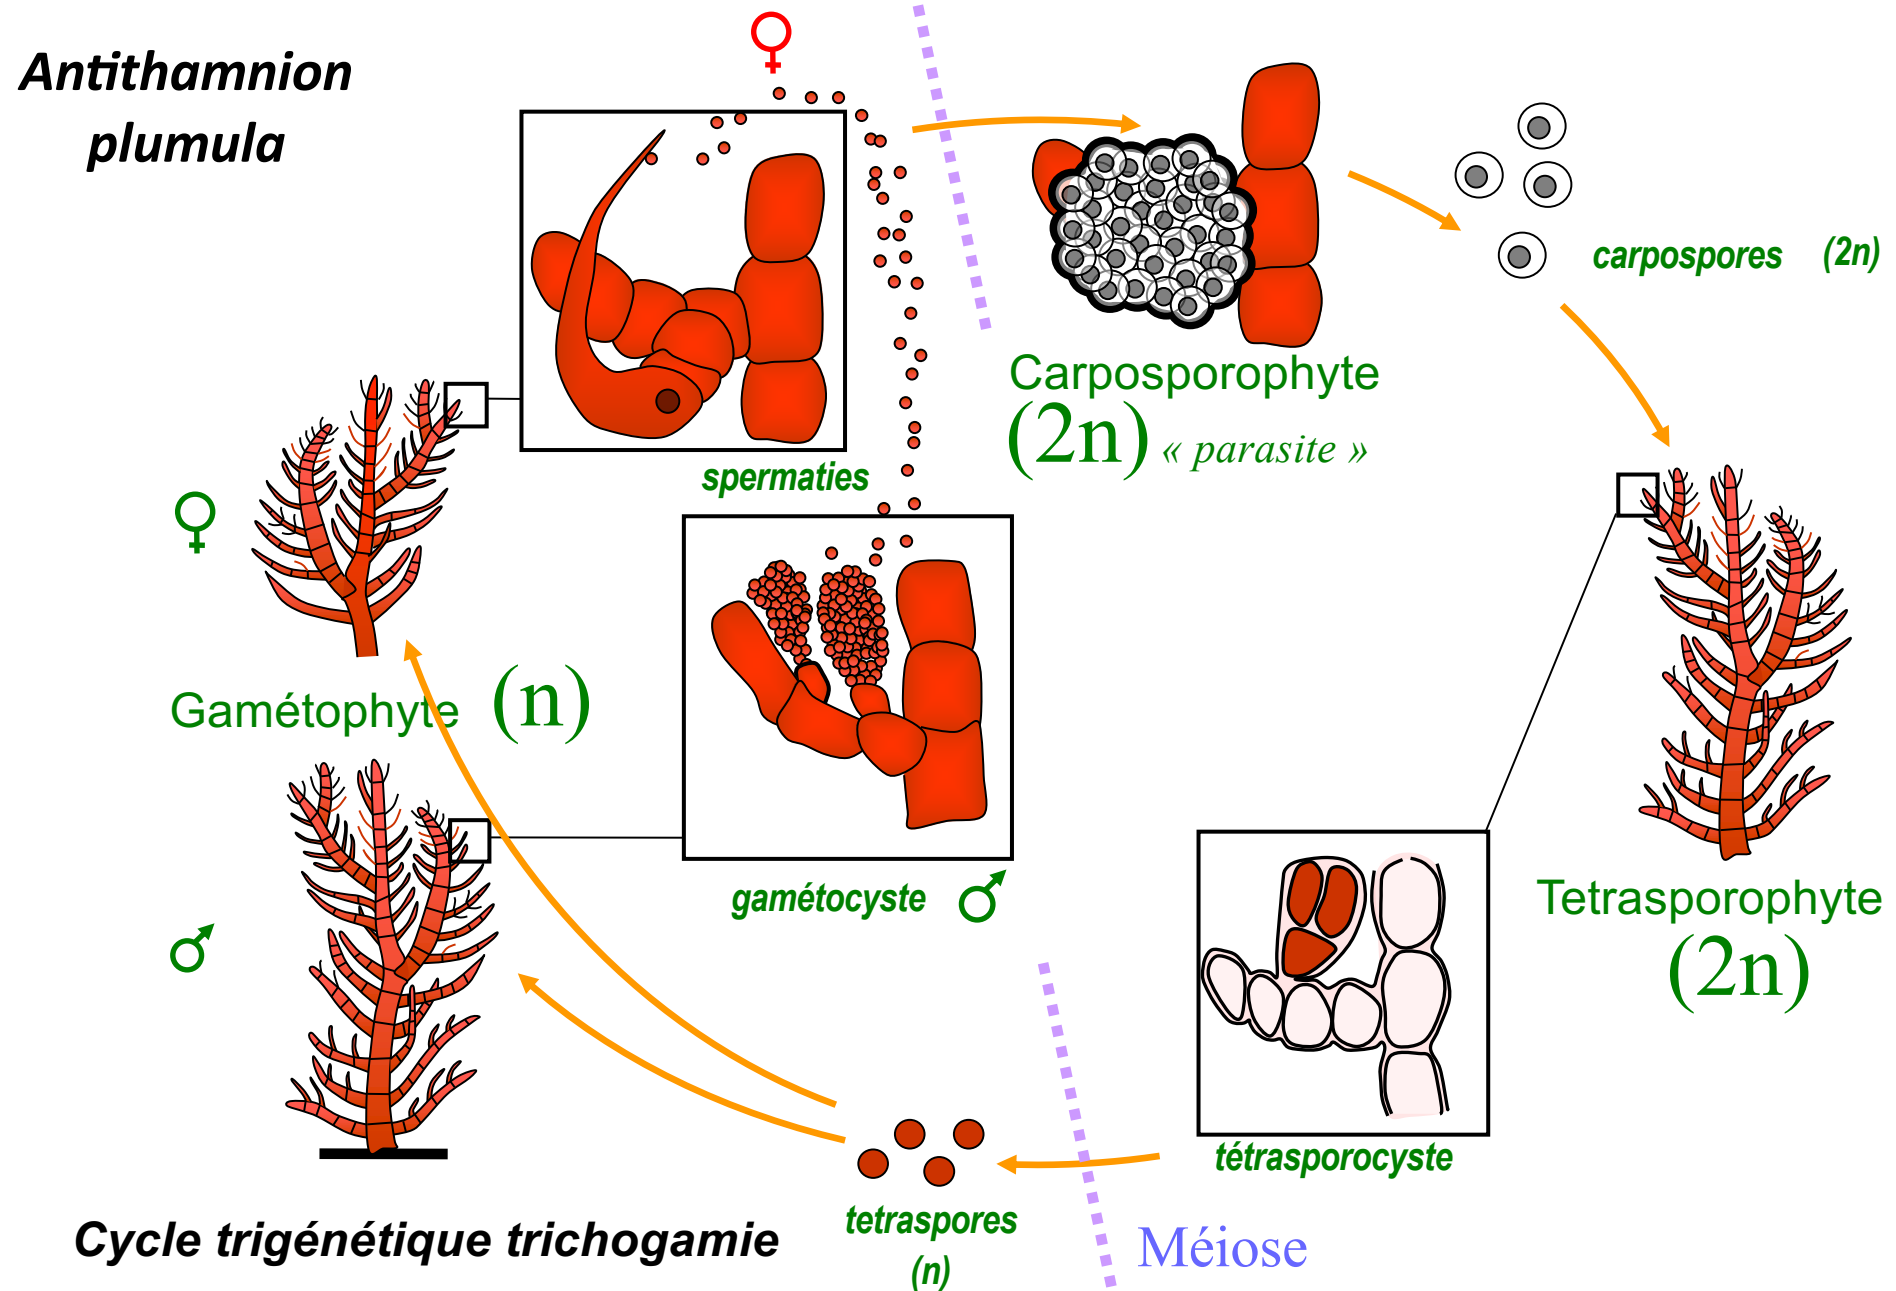 Antithamnion
plumula
♀
carpospores (2n)
Carposporophyte
(2n) « parasite »
spermaties
♀
Gamétophyte (n)
gamétocyste ♂
Tetrasporophyte
(2n)
♂
tétrasporocyste
tetraspores
(n)
Méiose
Cycle trigénétique trichogamie